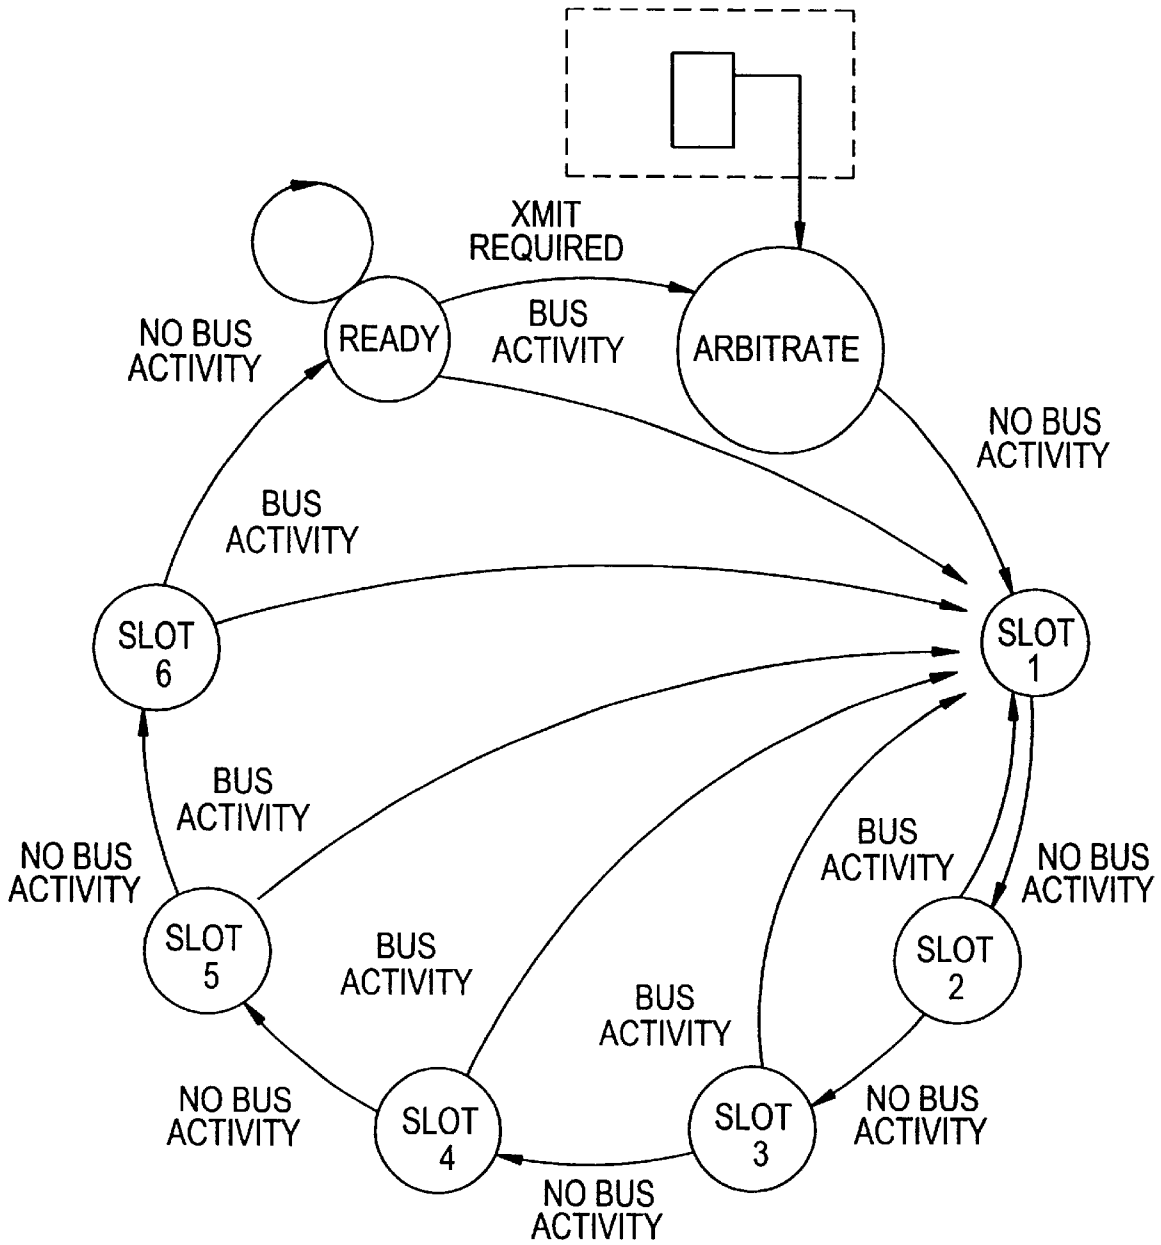 XMIT
REQUIRED
NO BUS
ACTIVITY
READY
BUS
ACTIVITY
ARBITRATE
NO BUS
ACTIVITY
BUS
ACTIVITY
SLOT
6
SLOT
1
BUS
ACTIVITY
NO BUS
ACTIVITY
BUS
ACTIVITY
NO BUS
ACTIVITY
SLOT
5
BUS
ACTIVITY
SLOT
2
BUS
ACTIVITY
NO BUS
ACTIVITY
SLOT
4
SLOT
3
NO BUS
ACTIVITY
NO BUS
ACTIVITY